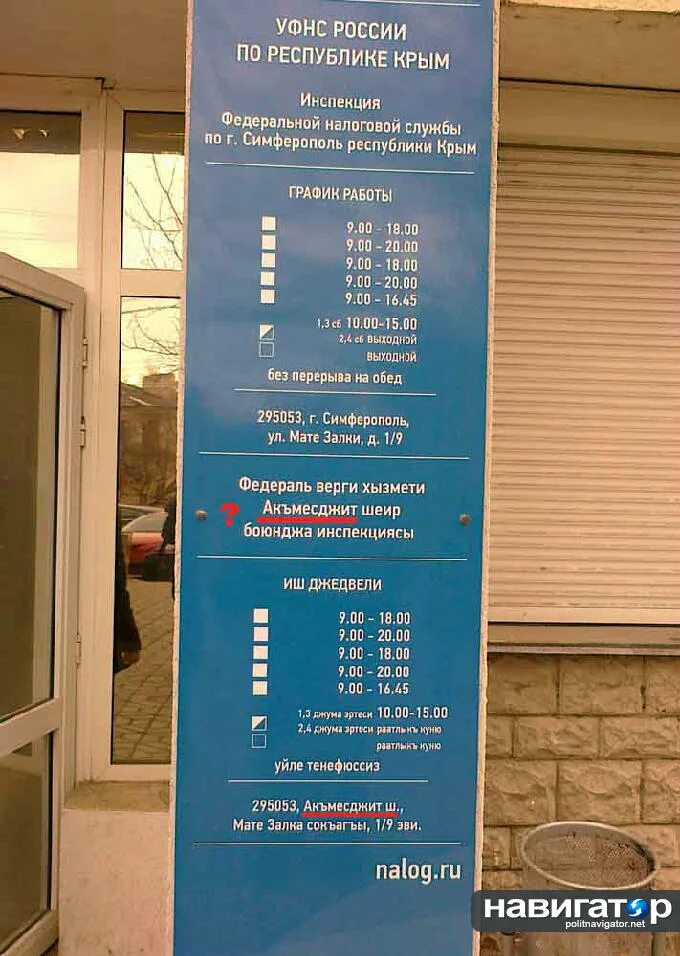 УФНС РОССИИ
ПО РЕСПУБЛИКЕ КРЫМ
Инспекция
Федеральной налоговой службы
по г. Симферополь республики Крым
ГРАФИК РАБОТЫ
9.00 - 18.00
9.00 - 20.00
9.00 - 18.00
9.00 - 20.00
9.00 - 16.45
1,3 сб 10.00-15.00
2,4 сб выходной
выходной
без перерыва на обед
295053, г. Симферополь,
ул. Мате Залки, д. 1/9
Федераль верги хызмети
? Акъмесджит шеир
боюнджа инспекциясы
ИШ ДЖЕДВЕЛИ
9.00 - 18.00
9.00 - 20.00
9.00 - 18.00
9.00 - 20.00
9.00 - 16.45
1,3 джума эртеси 10.00-15.00
2,4 джума эртеси раатлыкъ куню
раатлыкъ куню
уйле тенефюссиз
295053, Акъмесджит ш.,
Мате Залка сокъагъы, 1/9 эви.
nalog.ru
навигатор
politnavigator.net